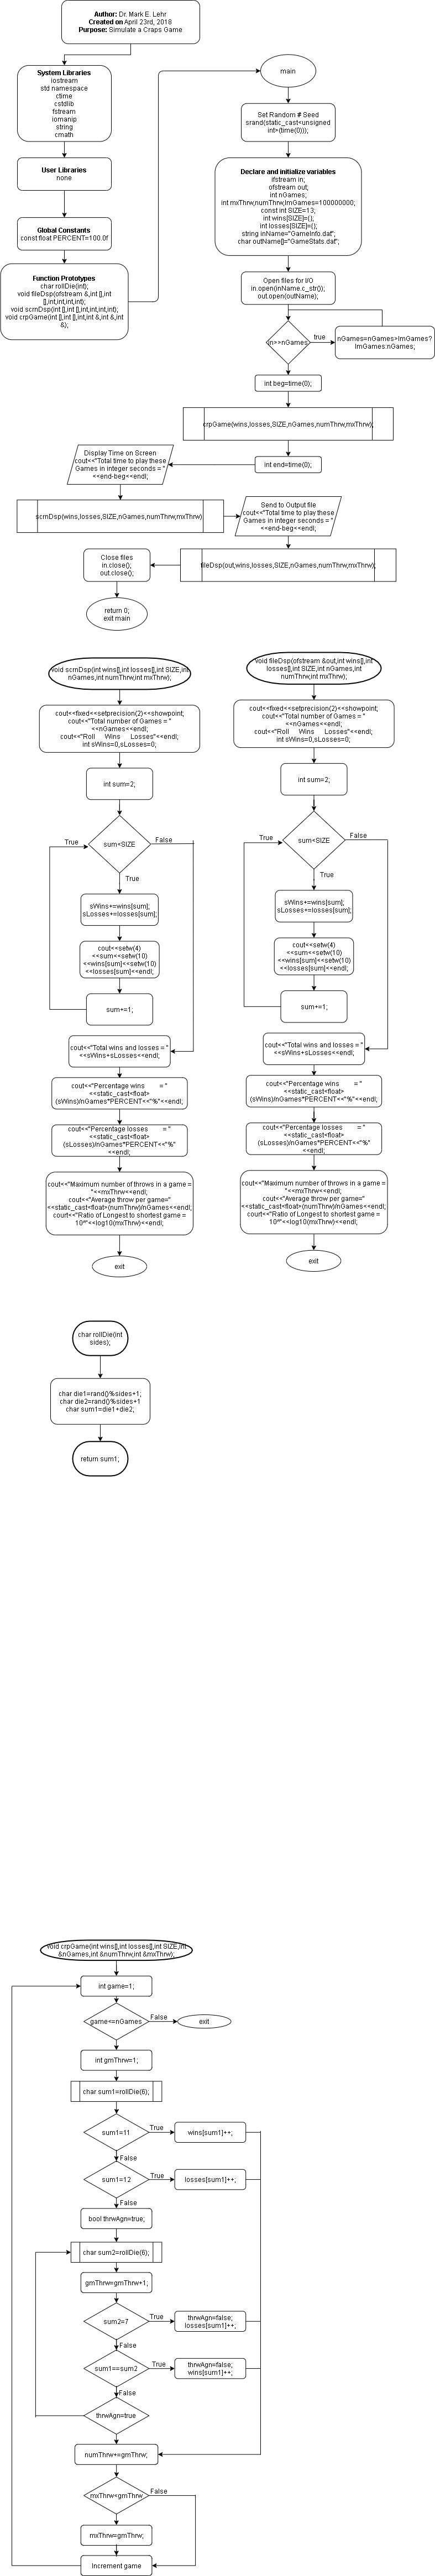 Author: Dr. Mark E. Lehr
Created on April 23rd, 2018
Purpose: Simulate a Craps Game
System Libraries
iostream
std namespace
ctime
cstdlib
fstream
iomanip
string
cmath
User Libraries
none
Global Constants
const float PERCENT=100.0f
Function Prototypes
char rollDie(int);
void fileDsp(ofstream &,int [],int
[],int,int,int,int);
void scrnDsp(int [],int [],int,int,int,int);
void crpGame(int [],int [],int,int &,int &,int
&);
main
Set Random # Seed
srand(static_cast<unsigned
int>(time(0)));
Declare and initialize variables
ifstream in;
ofstream out;
int nGames;
int mxThrw,numThrw,lmGames=100000000;
const int SIZE=13;
int wins[SIZE]={};
int losses[SIZE]={};
string inName="GameInfo.dat";
char outName[]="GameStats.dat";
Open files for I/O
in.open(inName.c_str());
out.open(outName);
in>>nGames
true
nGames=nGames>lmGames?
lmGames:nGames;
int beg=time(0);
crpGame(wins,losses,SIZE,nGames,numThrw,mxThrw);
int end=time(0);
Display Time on Screen
cout<<"Total time to play these
Games in integer seconds = "
<<end-beg<<endl;
scrnDsp(wins,losses,SIZE,nGames,numThrw,mxThrw)
Send to Output file
cout<<"Total time to play these
Games in integer seconds = "
<<end-beg<<endl;
fileDsp(out,wins,losses,SIZE,nGames,numThrw,mxThrw);
Close files
in.close();
out.close();
return 0;
exit main
void scrnDsp(int wins[],int losses[],int SIZE,int
nGames,int numThrw,int mxThrw);
cout<<fixed<<setprecision(2)<<showpoint;
cout<<"Total number of Games = "
<<nGames<<endl;
cout<<"Roll Wins Losses"<<endl;
int sWins=0,sLosses=0;
int sum=2;
sum<SIZE
True
False
True
sWins+=wins[sum];
sLosses+=losses[sum];
cout<<setw(4)
<<sum<<setw(10)
<<wins[sum]<<setw(10)
<<losses[sum]<<endl;
sum+=1;
cout<<"Total wins and losses = "
<<sWins+sLosses<<endl;
cout<<"Percentage wins = "
<<static_cast<float>
(sWins)/nGames*PERCENT<<"%"<<endl;
cout<<"Percentage losses = "
<<static_cast<float>
(sLosses)/nGames*PERCENT<<"%"
<<endl;
cout<<"Maximum number of throws in a game =
"<<mxThrw<<endl;
cout<<"Average throw per game="
<<static_cast<float>(numThrw)/nGames<<endl;
court<<"Ratio of Longest to shortest game =
10^"<<log10(mxThrw)<<endl;
exit
void fileDsp(ofstream &out,int wins[],int
losses[],int SIZE,int nGames,int
numThrw,int mxThrw);
cout<<fixed<<setprecision(2)<<showpoint;
cout<<"Total number of Games = "
<<nGames<<endl;
cout<<"Roll Wins Losses"<<endl;
int sWins=0,sLosses=0;
int sum=2;
sum<SIZE
True
False
True
sWins+=wins[sum];
sLosses+=losses[sum];
cout<<setw(4)
<<sum<<setw(10)
<<wins[sum]<<setw(10)
<<losses[sum]<<endl;
sum+=1;
cout<<"Total wins and losses = "
<<sWins+sLosses<<endl;
cout<<"Percentage wins = "
<<static_cast<float>
(sWins)/nGames*PERCENT<<"%"<<endl;
cout<<"Percentage losses = "
<<static_cast<float>
(sLosses)/nGames*PERCENT<<"%"
<<endl;
cout<<"Maximum number of throws in a game =
"<<mxThrw<<endl;
cout<<"Average throw per game="
<<static_cast<float>(numThrw)/nGames<<endl;
court<<"Ratio of Longest to shortest game =
10^"<<log10(mxThrw)<<endl;
exit
char rollDie(int
sides);
char die1=rand()%sides+1;
char die2=rand()%sides+1
char sum1=die1+die2;
return sum1;
void crpGame(int wins[],int losses[],int SIZE,int
&nGames,int &numThrw,int &mxThrw);
int game=1;
game<=nGames
False
exit
int gmThrw=1;
char sum1=rollDie(6);
sum1=11
True
wins[sum1]++;
False
sum1=12
True
losses[sum1]++;
False
bool thrwAgn=true;
char sum2=rollDie(6);
gmThrw=gmThrw+1;
sum2=7
True
thrwAgn=false;
losses[sum1]++;
False
sum1==sum2
True
thrwAgn=false;
wins[sum1]++;
False
thrwAgn=true
numThrw+=gmThrw;
mxThrw<gmThrw
False
mxThrw=gmThrw;
Increment game